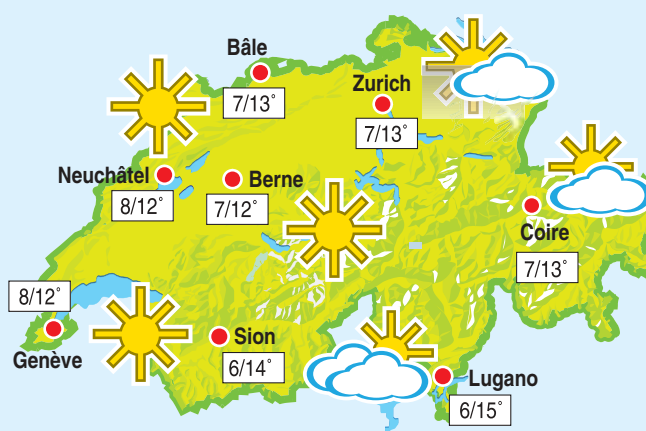 Bâle
7/13°
Zurich
7/13°
Neuchâtel
8/12°
Berne
7/12°
Coire
7/13°
8/12°
Genève
Sion
6/14°
Lugano
6/15°